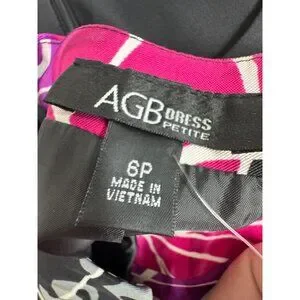 AGB DRESS
PETITE
6P
MADE IN
VIETNAM